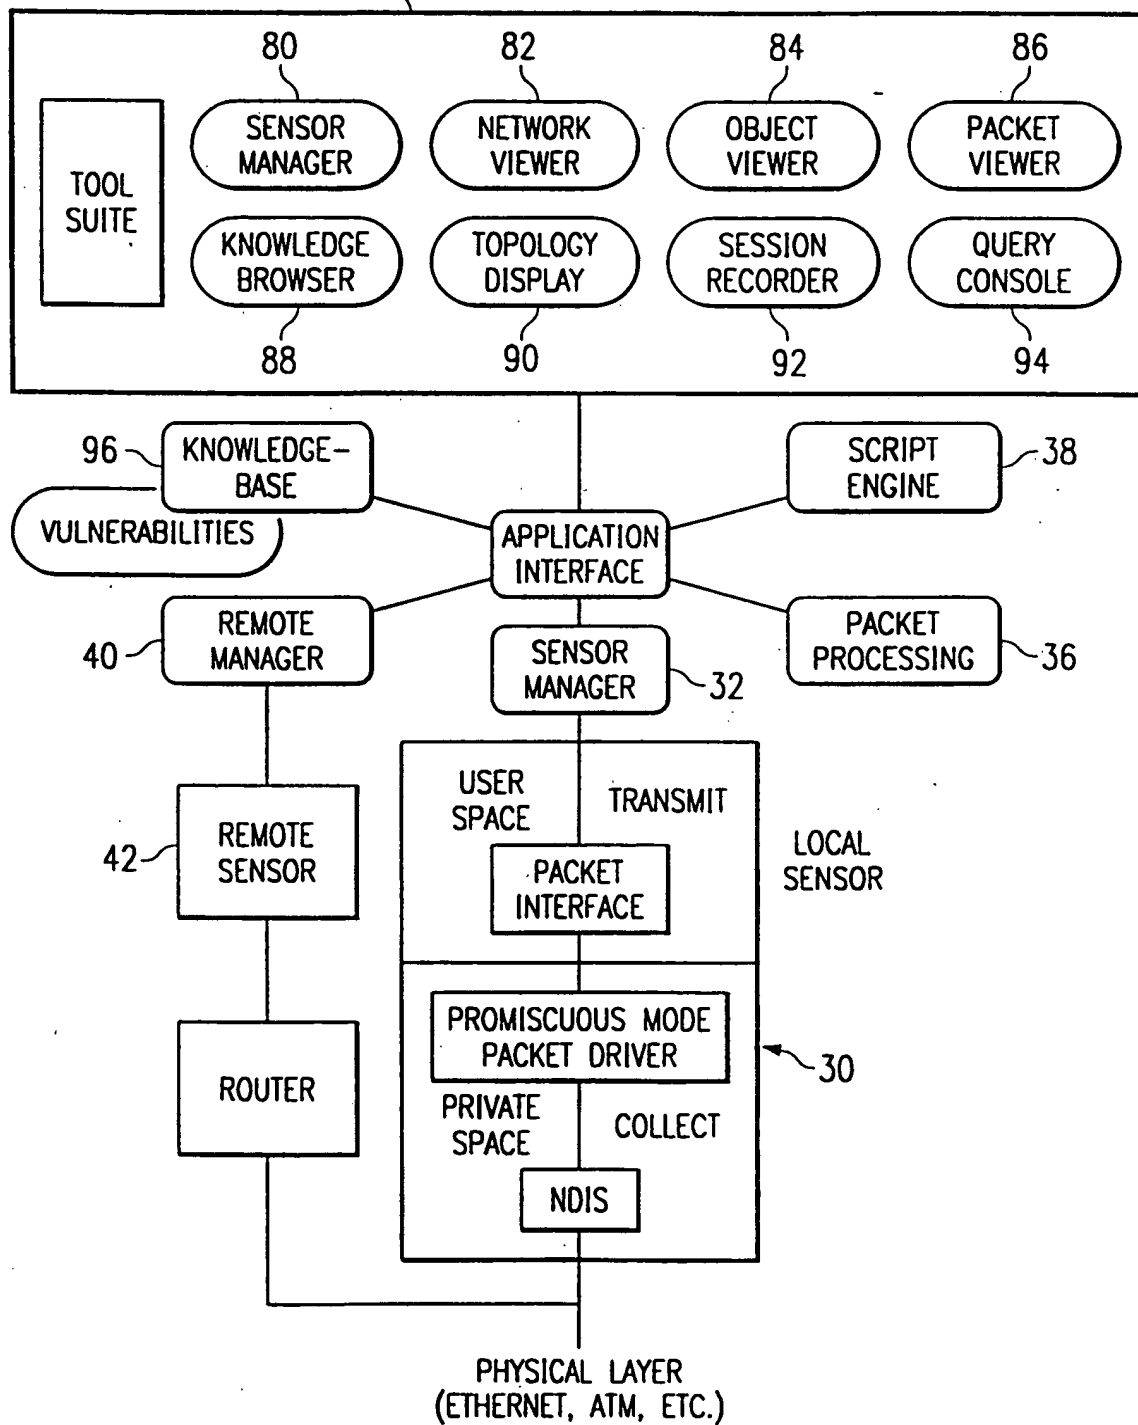 80
82
84
86
TOOL
SUITE
SENSOR
MANAGER
NETWORK
VIEWER
OBJECT
VIEWER
PACKET
VIEWER
KNOWLEDGE
BROWSER
TOPOLOGY
DISPLAY
SESSION
RECORDER
QUERY
CONSOLE
88
90
92
94
96
KNOWLEDGE-
BASE
VULNERABILITIES
SCRIPT
ENGINE
38
APPLICATION
INTERFACE
40
REMOTE
MANAGER
SENSOR
MANAGER
32
PACKET
PROCESSING
36
42
REMOTE
SENSOR
USER
SPACE
TRANSMIT
PACKET
INTERFACE
LOCAL
SENSOR
ROUTER
PROMISCUOUS MODE
PACKET DRIVER
30
PRIVATE
SPACE
COLLECT
NDIS
PHYSICAL LAYER
(ETHERNET, ATM, ETC.)